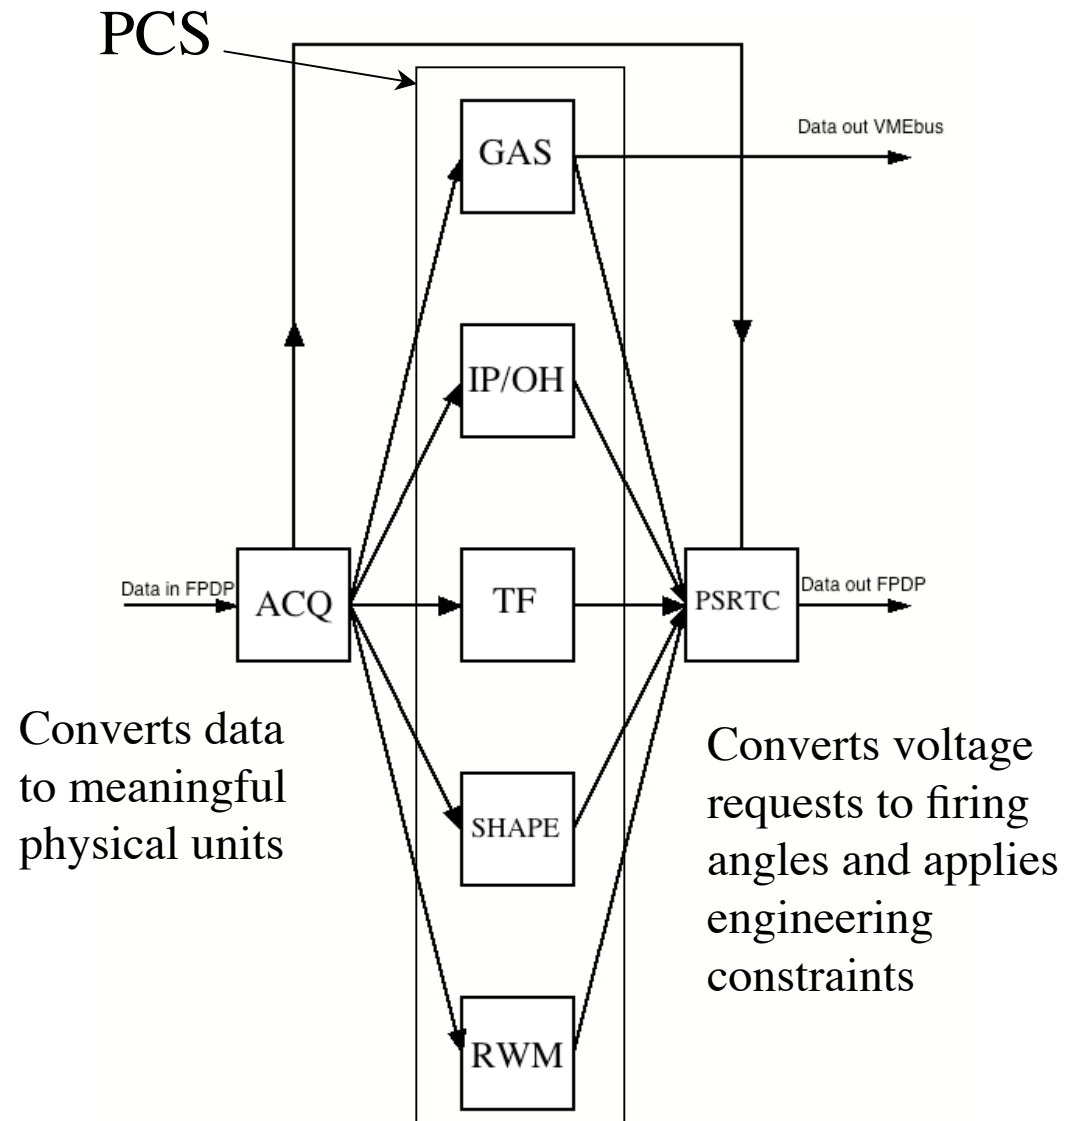 PCS
GAS
Data out VMEbus
IP/OH
Data in FPDP
ACQ
TF
PSRTC
Data out FPDP
Converts data
to meaningful
physical units
Converts voltage
requests to firing
angles and applies
engineering
constraints
SHAPE
RWM